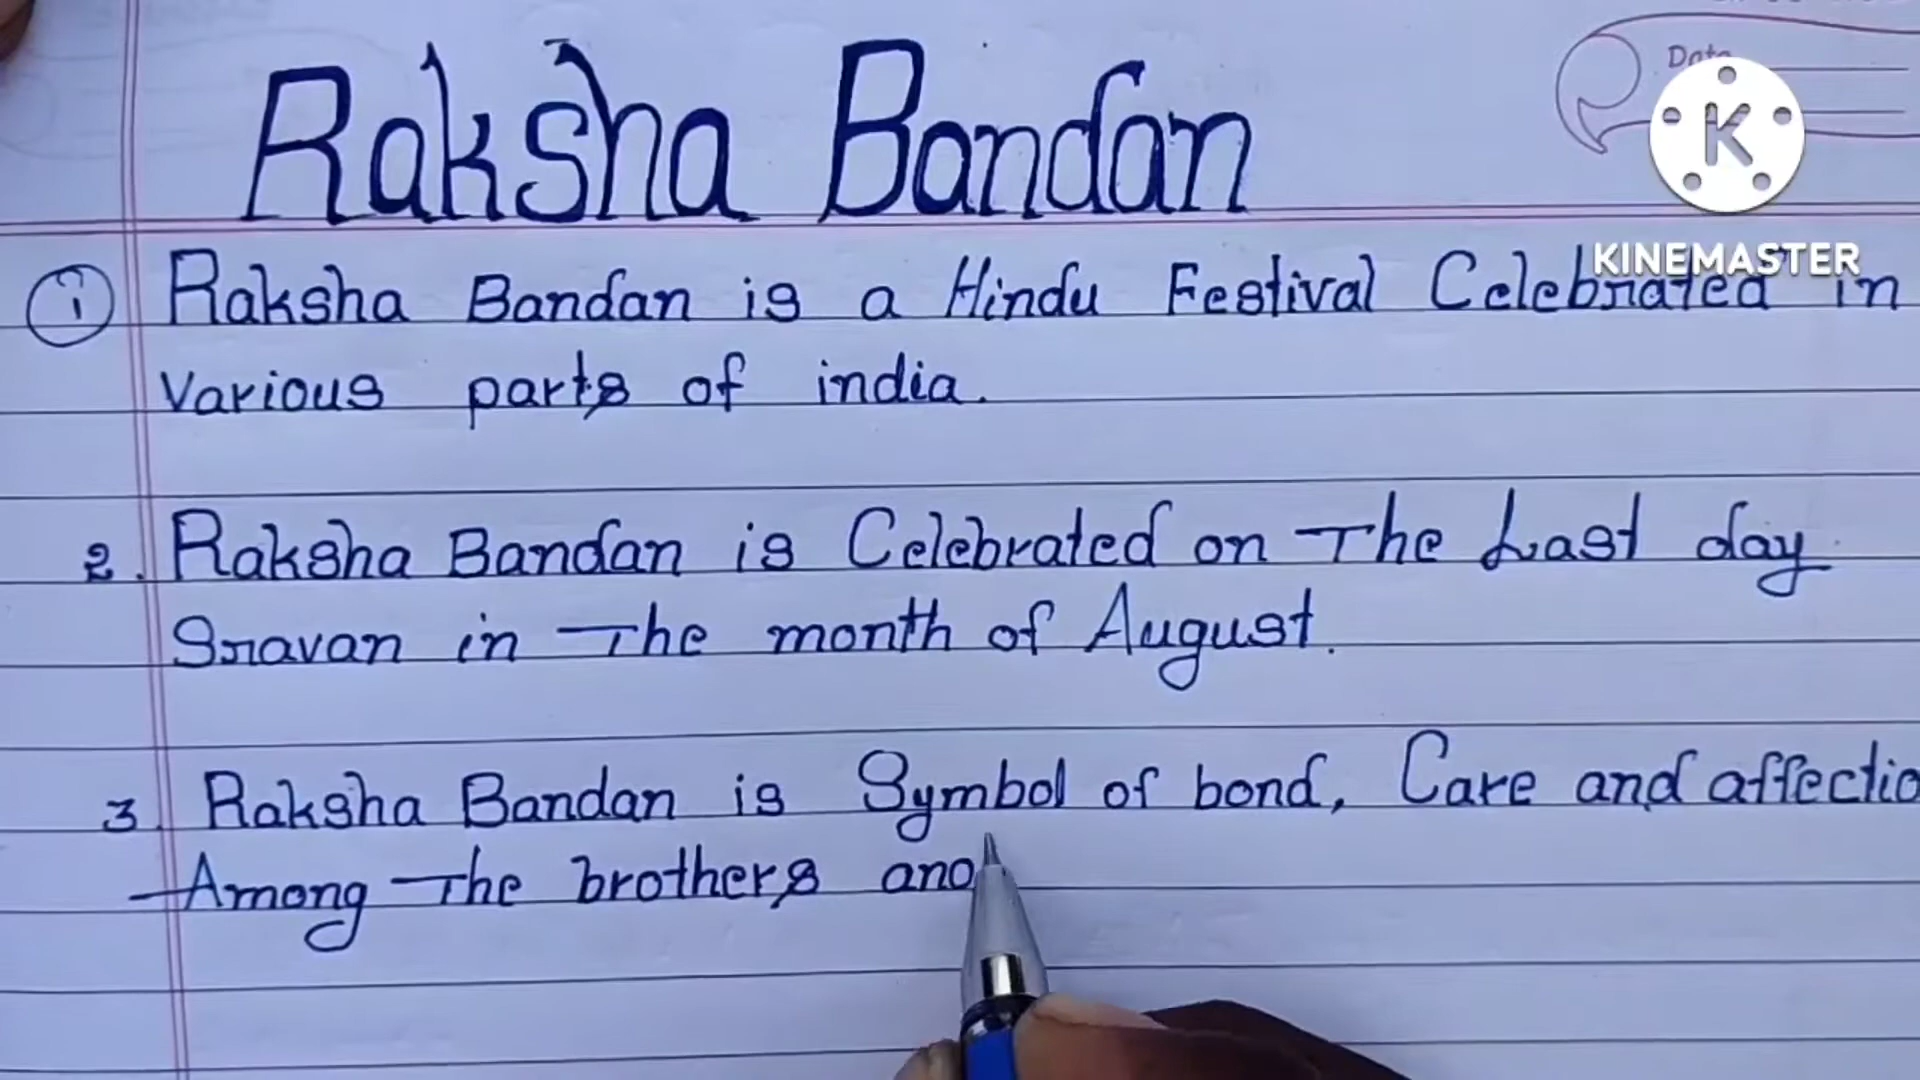 Date
Raksha Bandan
K
KINEMASTER
1 Raksha Bandan is a Hindu Festival Celebrated in
various parts of india.
2. Raksha Bandan is Celebrated on The Last day
Sravan in The month of August.
3. Raksha Bandan is Symbol of bond, Care and affectio
Among The brothers and